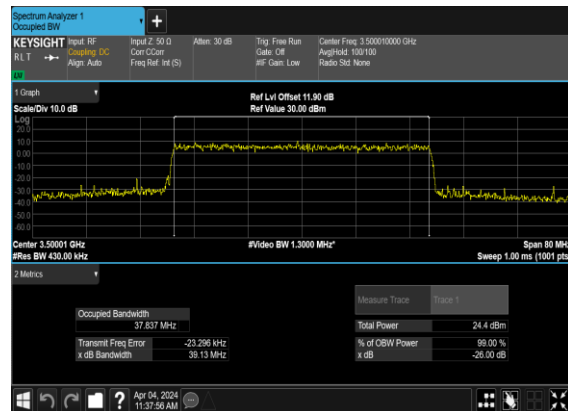 Spectrum Analyzer 1
Occupied BW
+
KEYSIGHT
RLT
LU
Input: RF
Coupling: DC
Align: Auto
Input Z: 50 Ω
Corr CCorr
Freq Ref: Int (S)
Atten: 30 dB
Trig: Free Run
Gate: Off
#IF Gain: Low
Center Freq: 3.500010000 GHz
Avg|Hold: 100/100
Radio Std: None
1 Graph
Scale/Div 10.0 dB
Ref Lvl Offset 11.90 dB
Ref Value 30.00 dBm
Log
20.0
10.0
0.00
-10.0
-20.0
-30.0
-40.0
-50.0
-60.0
Center 3.50001 GHz
#Res BW 430.00 kHz
#Video BW 1.3000 MHz*
Span 80 MHz
Sweep 1.00 ms (1001 pts
2 Metrics
Measure Trace Trace 1
Occupied Bandwidth
37.837 MHz
Total Power 24.4 dBm
Transmit Freq Error -23.296 kHz
% of OBW Power 99.00 %
x dB Bandwidth 39.13 MHz
x dB -26.00 dB
?
Apr 04, 2024
11:37:56 AM